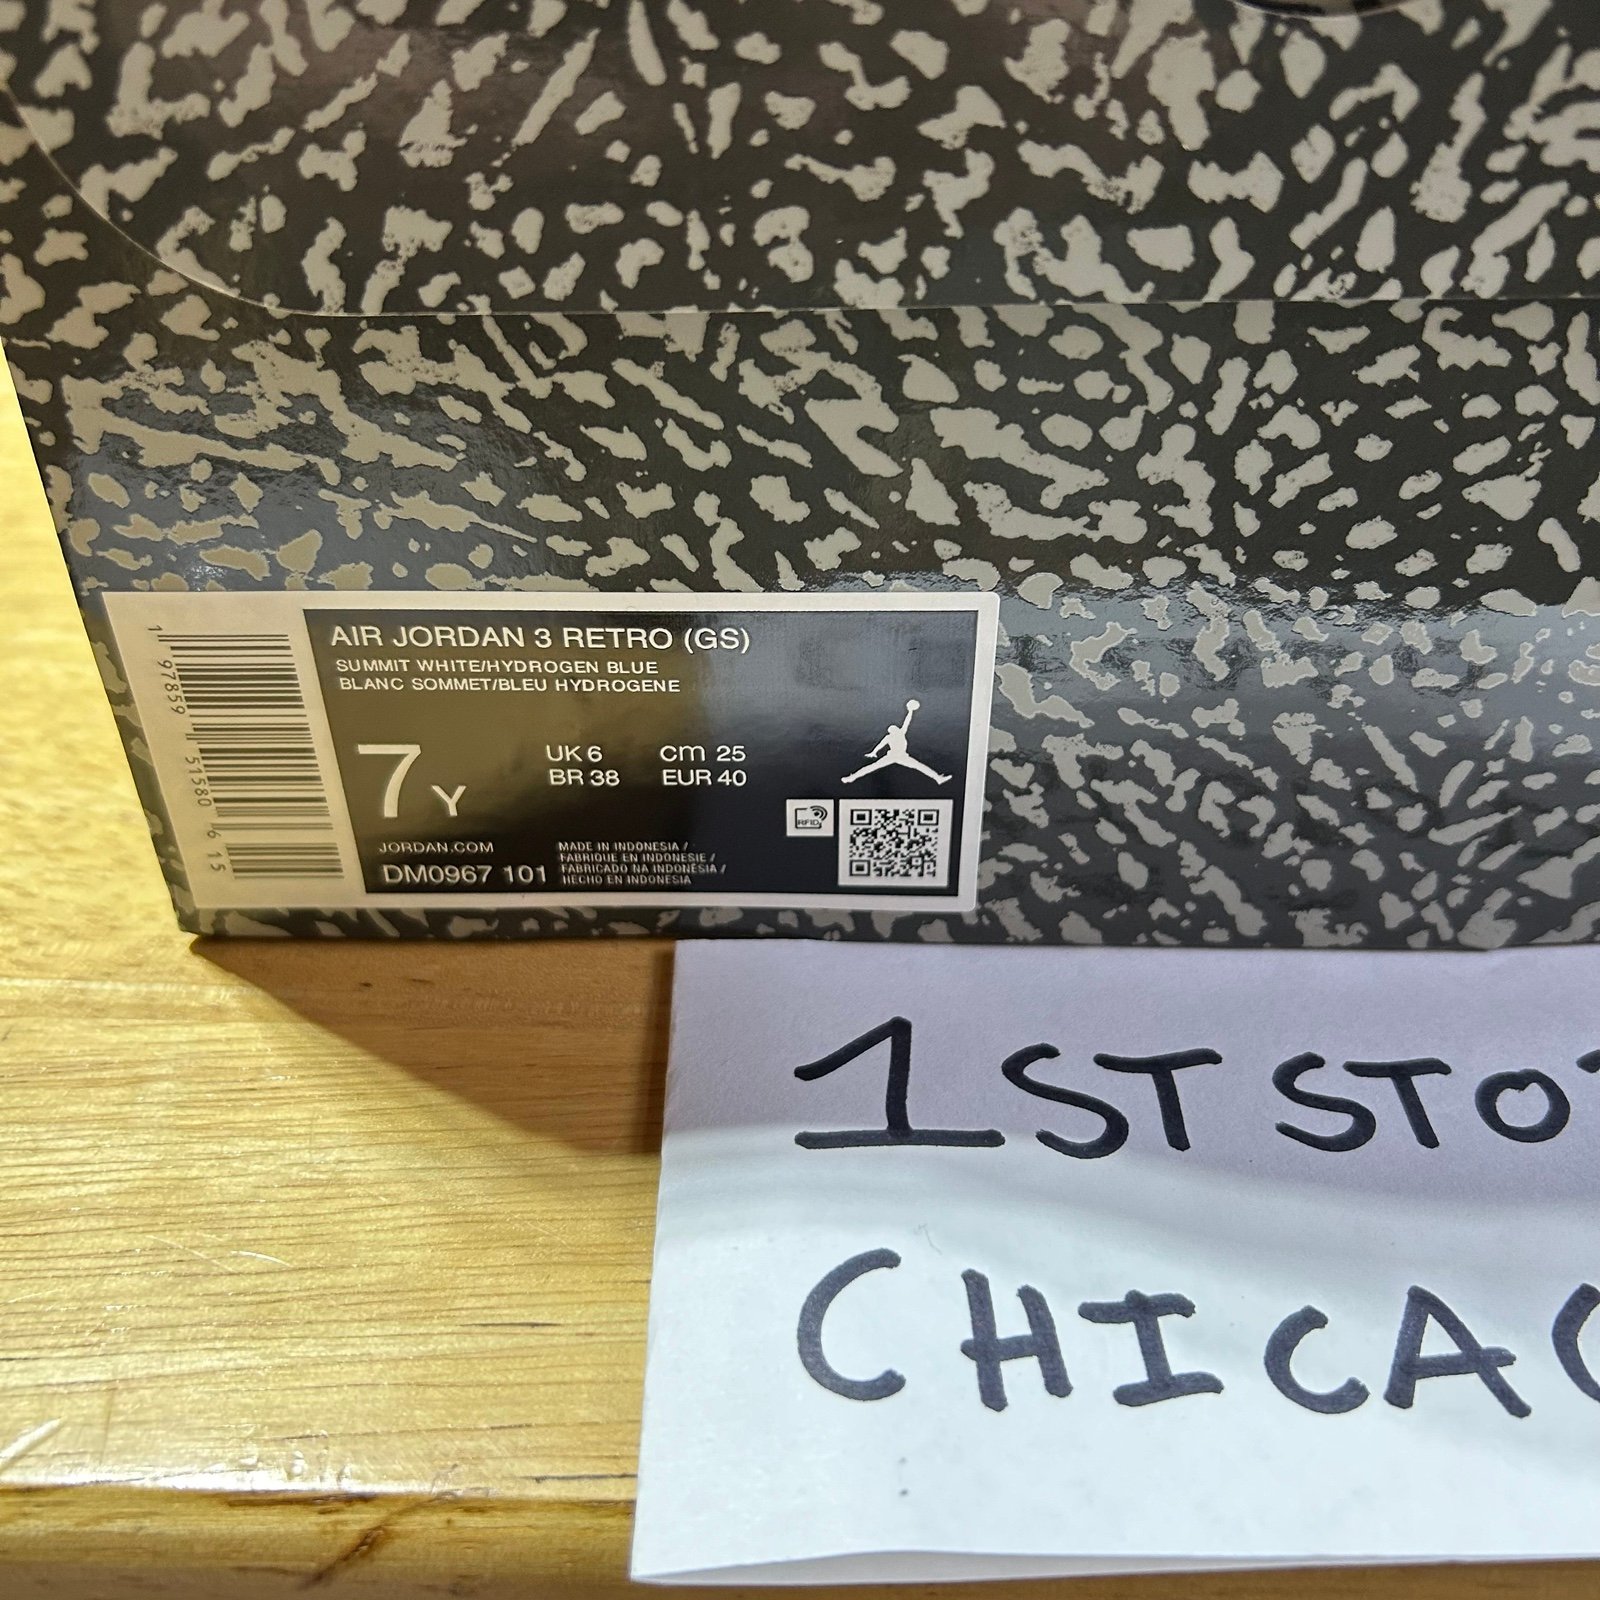 AIR JORDAN 3 RETRO (GS)
SUMMIT WHITE/HYDROGEN BLUE
BLANC SOMMET/BLEU HYDROGENE
7Y
UK 6 cm 25
BR 38 EUR 40
RFID
JORDAN.COM
DM0967 101
MADE IN INDONESIA /
FABRIQUE EN INDONESIE /
FABRICADO NA INDONÉSIA /
HECHO EN INDONESIA
1 97859 51580 6 15
1ST STO
CHICA